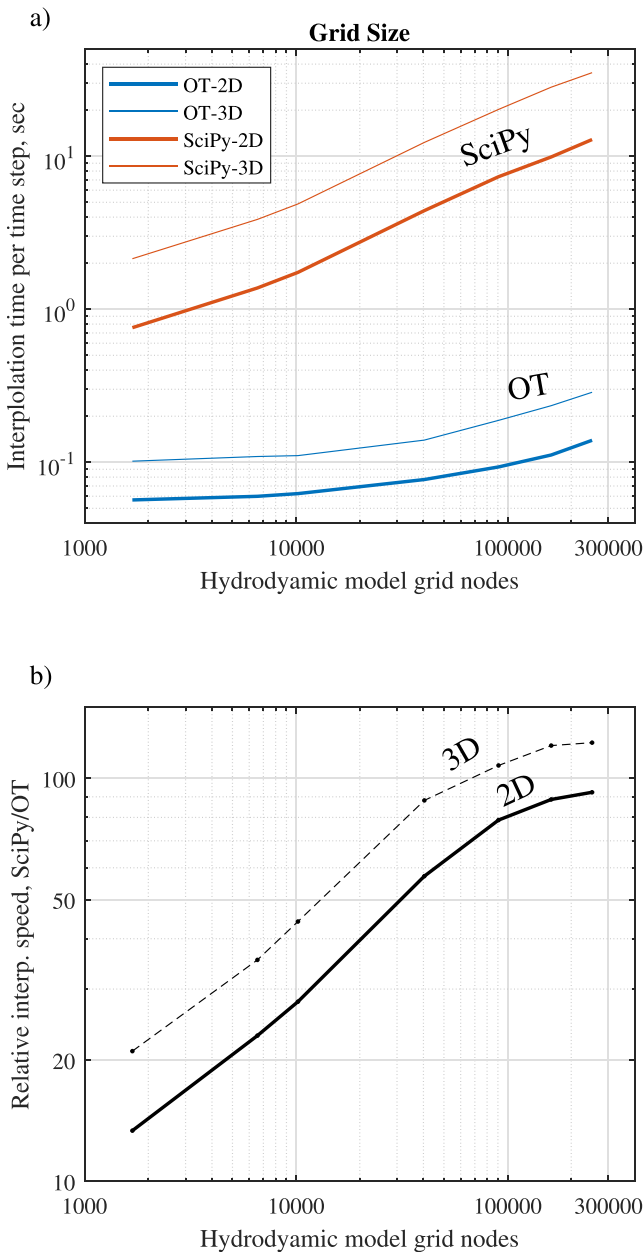 a)
Grid Size
OT-2D
OT-3D
SciPy-2D
SciPy-3D
SciPy
OT
10^1
10^0
10^-1
Interplolation time per time step, sec
1000
10000
100000
300000
Hydrodyamic model grid nodes
b)
3D
2D
100
50
20
10
Relative interp. speed, SciPy/OT
1000
10000
100000
300000
Hydrodyamic model grid nodes